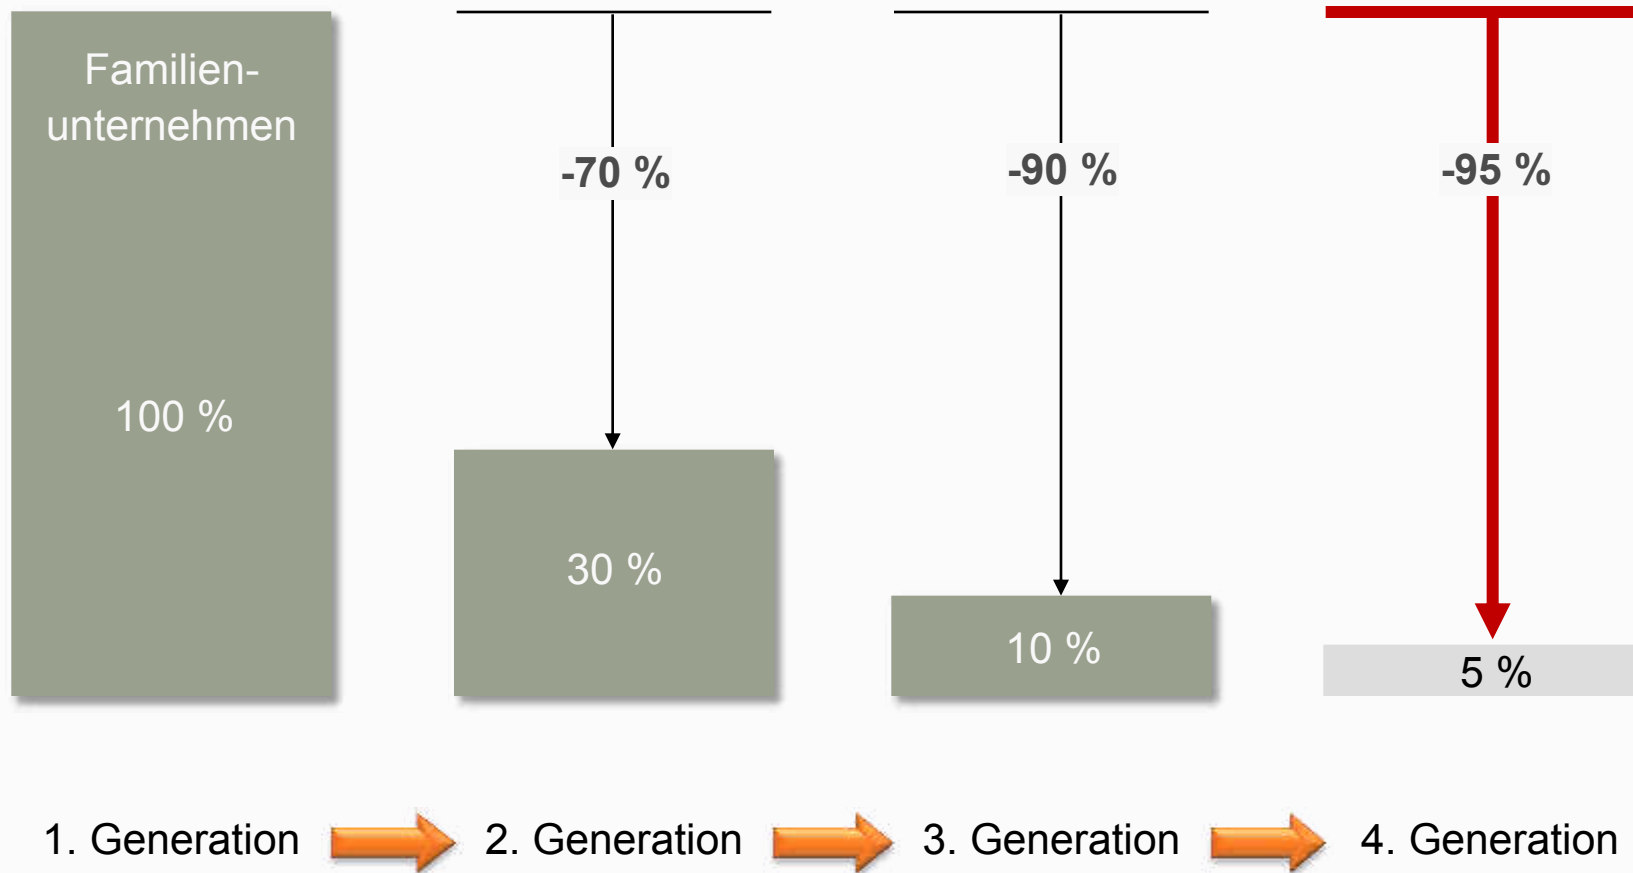 Familien-
unternehmen
-70 %
-90 %
-95 %
100 %
30 %
10 %
5 %
1. Generation
2. Generation
3. Generation
4. Generation